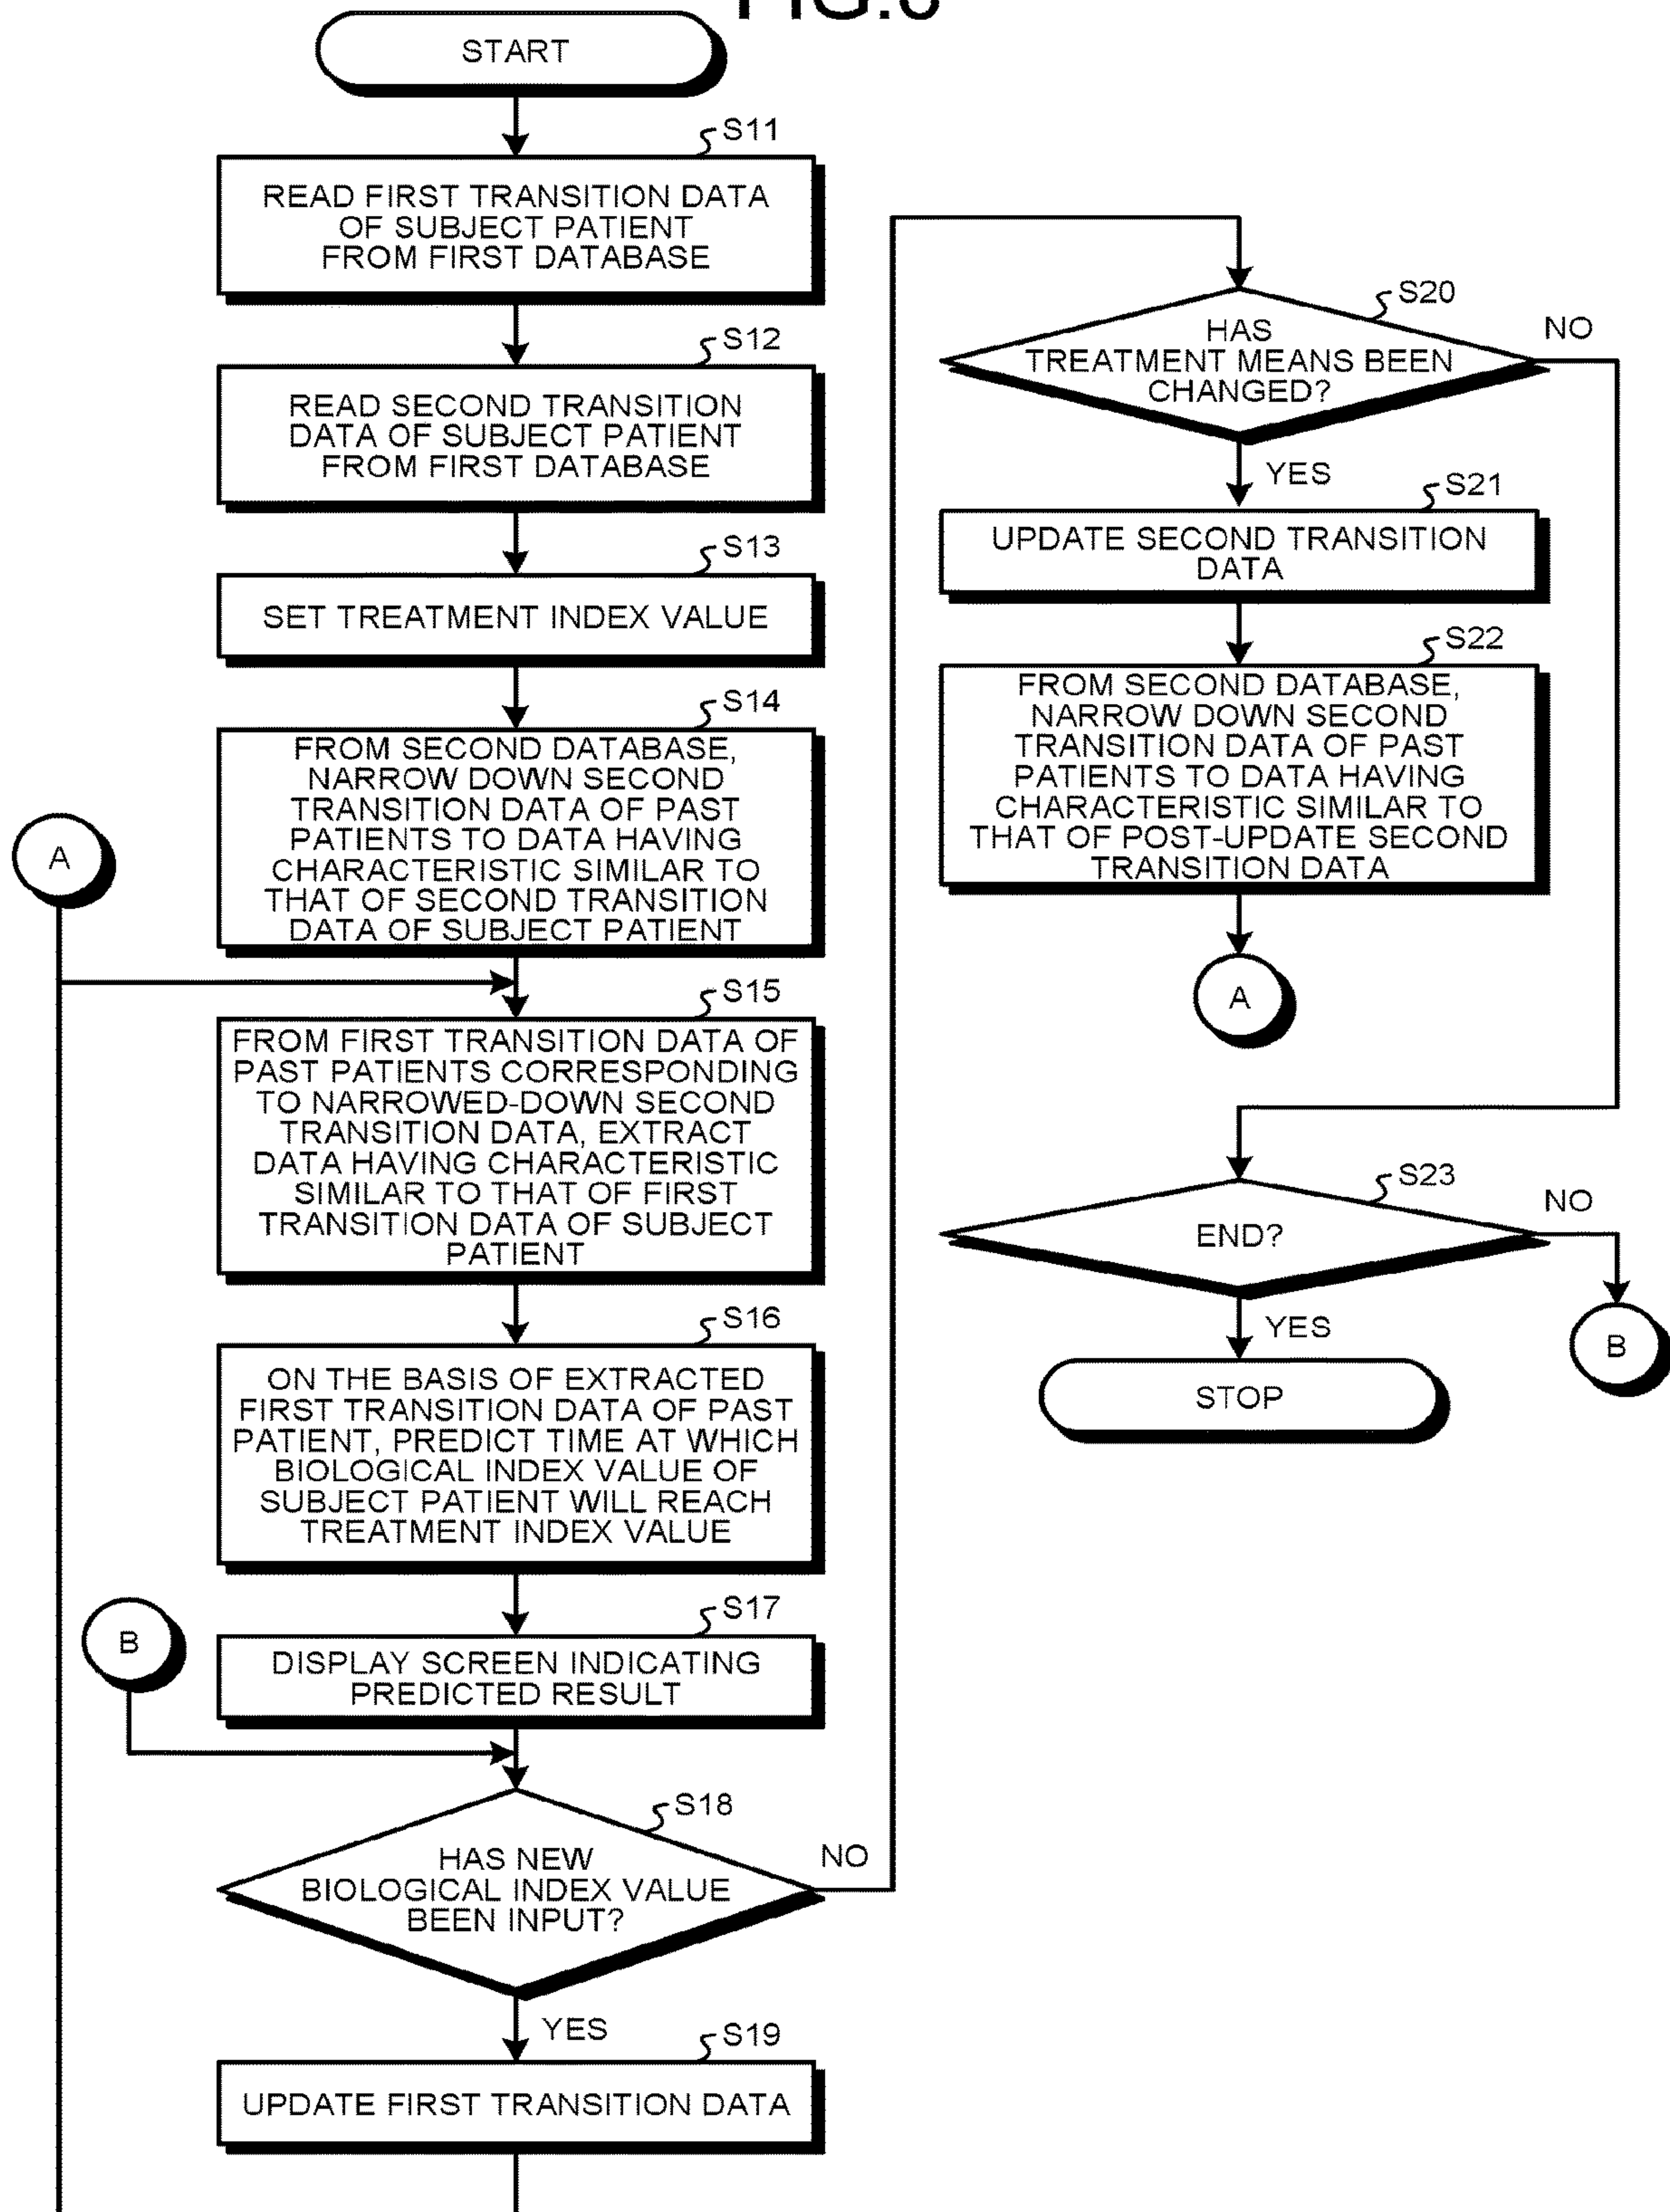 START
S11
READ FIRST TRANSITION DATA
OF SUBJECT PATIENT
FROM FIRST DATABASE
S12
READ SECOND TRANSITION
DATA OF SUBJECT PATIENT
FROM FIRST DATABASE
S13
SET TREATMENT INDEX VALUE
S14
FROM SECOND DATABASE,
NARROW DOWN SECOND
TRANSITION DATA OF PAST
PATIENTS TO DATA HAVING
CHARACTERISTIC SIMILAR TO
THAT OF SECOND TRANSITION
DATA OF SUBJECT PATIENT
A
S15
FROM FIRST TRANSITION DATA OF
PAST PATIENTS CORRESPONDING
TO NARROWED-DOWN SECOND
TRANSITION DATA, EXTRACT
DATA HAVING CHARACTERISTIC
SIMILAR TO THAT OF FIRST
TRANSITION DATA OF SUBJECT
PATIENT
S16
ON THE BASIS OF EXTRACTED
FIRST TRANSITION DATA OF PAST
PATIENT, PREDICT TIME AT WHICH
BIOLOGICAL INDEX VALUE OF
SUBJECT PATIENT WILL REACH
TREATMENT INDEX VALUE
S17
DISPLAY SCREEN INDICATING
PREDICTED RESULT
B
S18
HAS NEW
BIOLOGICAL INDEX VALUE
BEEN INPUT?
NO
YES
S19
UPDATE FIRST TRANSITION DATA
S20
HAS
TREATMENT MEANS BEEN
CHANGED?
NO
YES
S21
UPDATE SECOND TRANSITION
DATA
S22
FROM SECOND DATABASE,
NARROW DOWN SECOND
TRANSITION DATA OF PAST
PATIENTS TO DATA HAVING
CHARACTERISTIC SIMILAR TO
THAT OF POST-UPDATE SECOND
TRANSITION DATA
A
S23
END?
NO
YES
B
STOP